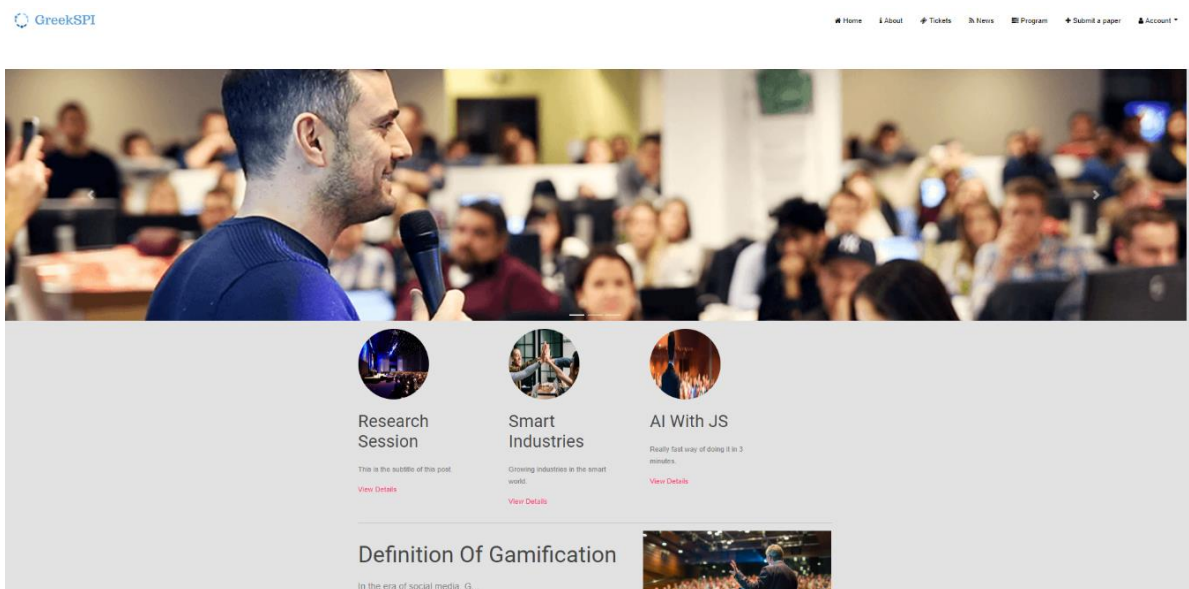 GreekSPI
Home About Tickets News Program Submit a paper Account
Research
Session
This is the subtitle of this post.
View Details
Smart
Industries
Growing industries in the smart
world.
View Details
AI With JS
Really fast way of doing it in 3
minutes.
View Details
Definition Of Gamification
In the era of social media, G...